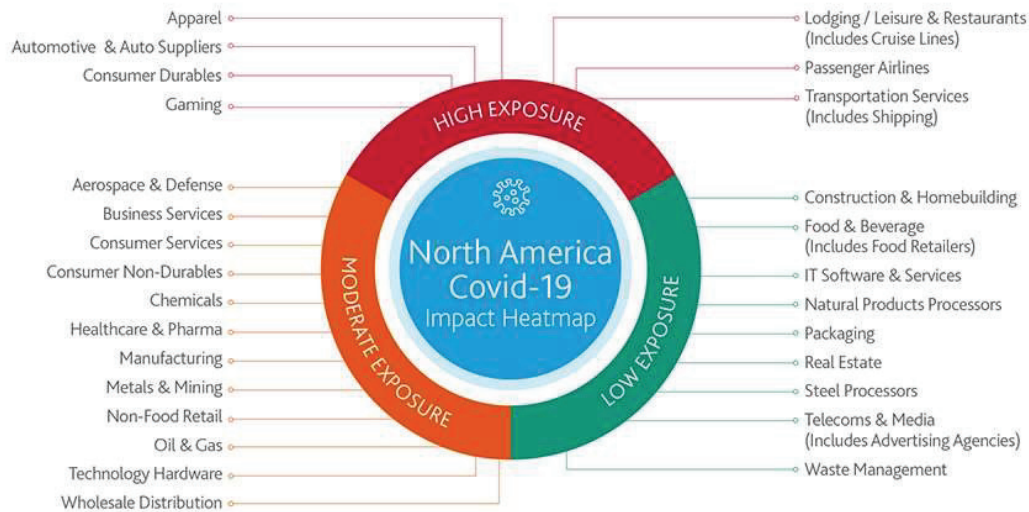 Apparel
Automotive & Auto Suppliers
Consumer Durables
Gaming
Lodging / Leisure & Restaurants
(Includes Cruise Lines)
Passenger Airlines
Transportation Services
(Includes Shipping)
HIGH EXPOSURE
Aerospace & Defense
Business Services
Consumer Services
Consumer Non-Durables
Chemicals
Healthcare & Pharma
Manufacturing
Metals & Mining
Non-Food Retail
Oil & Gas
Technology Hardware
Wholesale Distribution
MODERATE EXPOSURE
North America
Covid-19
Impact Heatmap
LOW EXPOSURE
Construction & Homebuilding
Food & Beverage
(Includes Food Retailers)
IT Software & Services
Natural Products Processors
Packaging
Real Estate
Steel Processors
Telecoms & Media
(Includes Advertising Agencies)
Waste Management